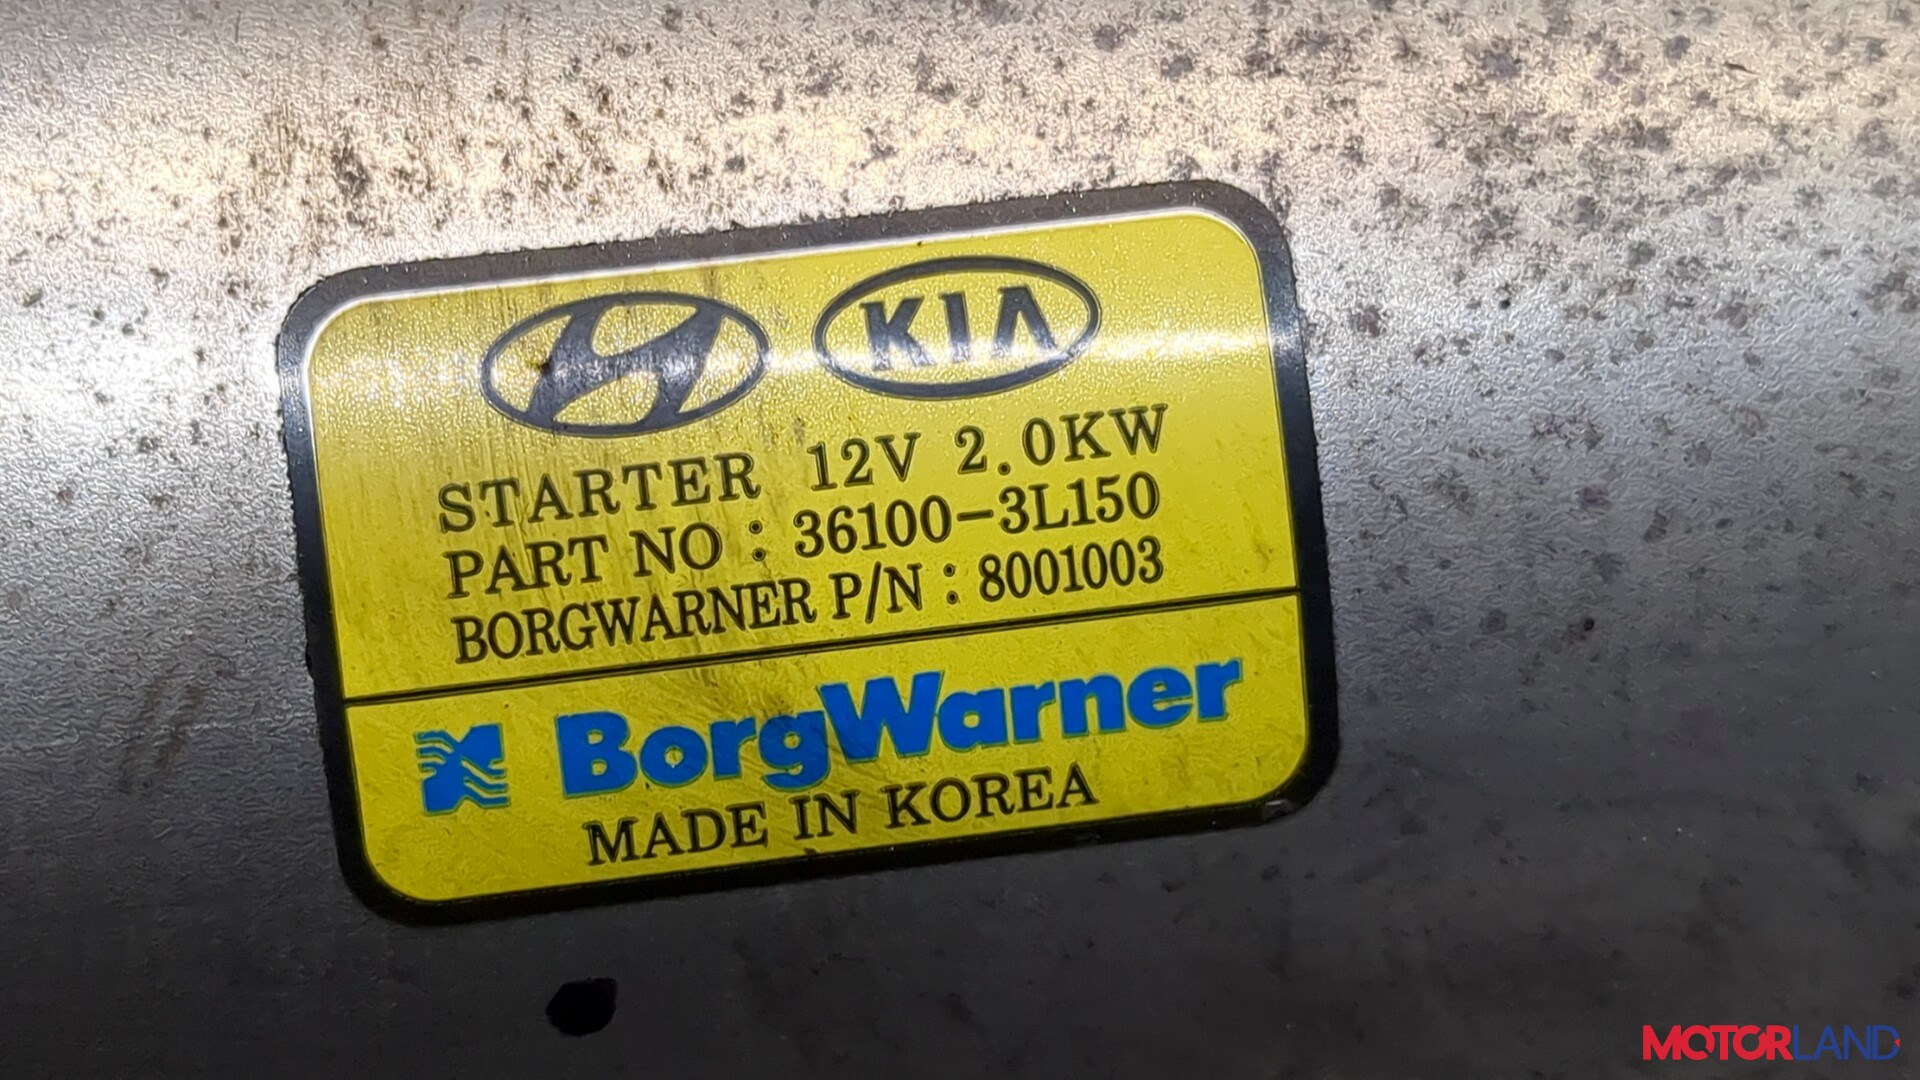 KIA
STARTER 12V 2.0KW
PART NO : 36100-3L150
BORGWARNER P/N : 8001003
BorgWarner
MADE IN KOREA
MOTORLAND